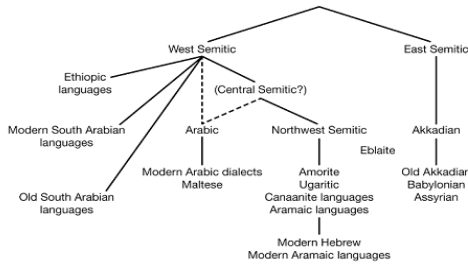 West Semitic
East Semitic
Ethiopic
languages
(Central Semitic?)
Modern South Arabian
languages
Arabic
Northwest Semitic
Akkadian
Eblaite
Modern Arabic dialects
Maltese
Amorite
Ugaritic
Canaanite languages
Aramaic languages
Old Akkadian
Babylonian
Assyrian
Old South Arabian
languages
Modern Hebrew
Modern Aramaic languages